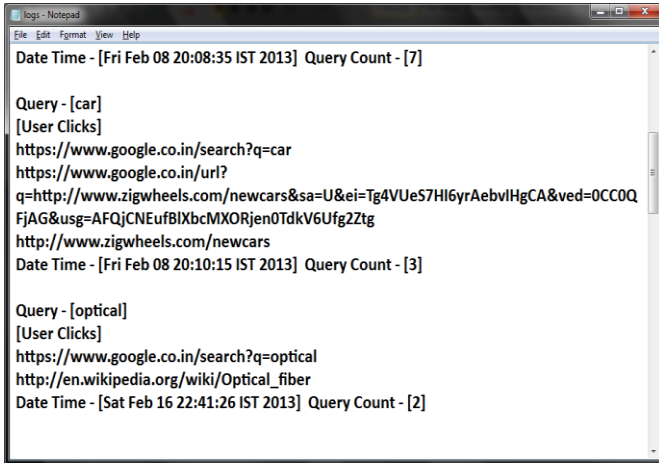 logs - Notepad
File Edit Format View Help
Date Time - [Fri Feb 08 20:08:35 IST 2013] Query Count - [7]
Query - [car]
[User Clicks]
https://www.google.co.in/search?q=car
https://www.google.co.in/url?
q=http://www.zigwheels.com/newcars&sa=U&ei=Tg4VUeS7HI6yrAebvIHgCA&ved=0CC0Q
FjAG&usg=AFQjCNEufBlXbcMXORjen0TdkV6Ufg2Ztg
http://www.zigwheels.com/newcars
Date Time - [Fri Feb 08 20:10:15 IST 2013] Query Count - [3]
Query - [optical]
[User Clicks]
https://www.google.co.in/search?q=optical
http://en.wikipedia.org/wiki/Optical_fiber
Date Time - [Sat Feb 16 22:41:26 IST 2013] Query Count - [2]